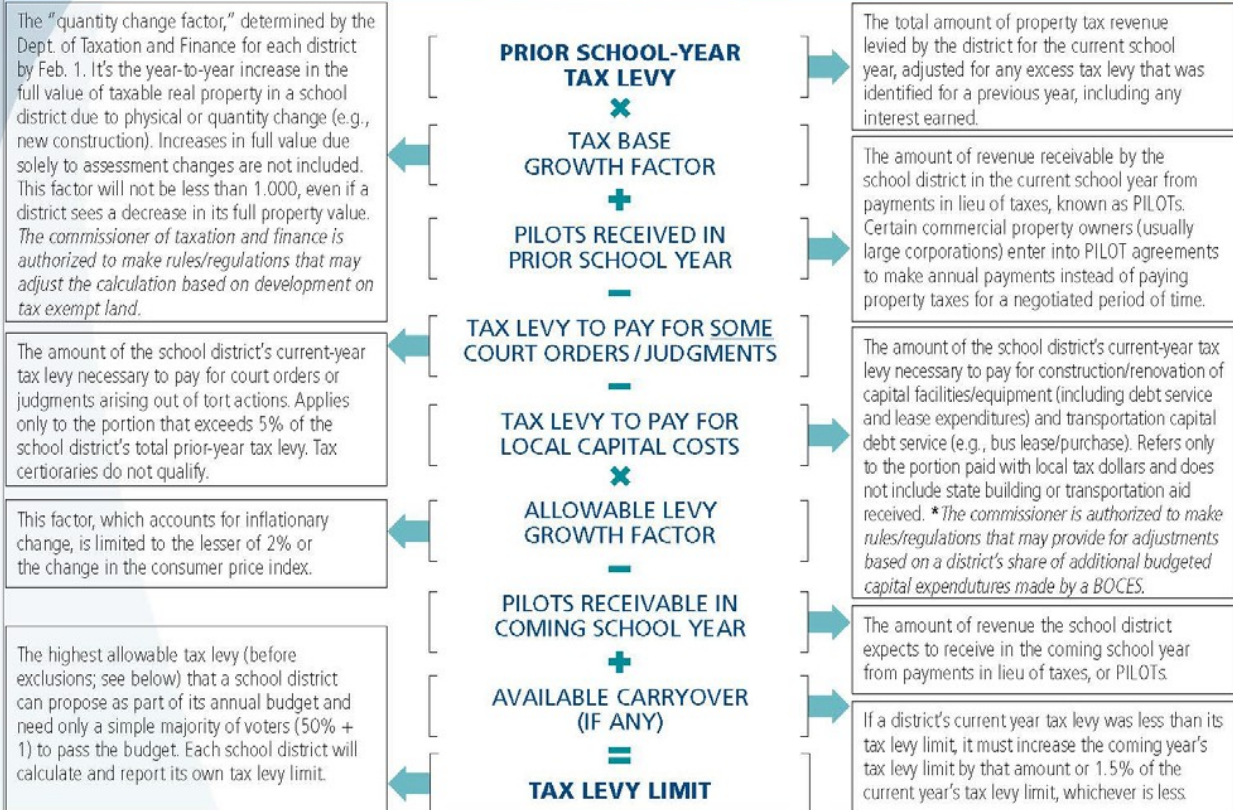 The "quantity change factor," determined by the
Dept. of Taxation and Finance for each district
by Feb. 1. It's the year-to-year increase in the
full value of taxable real property in a school
district due to physical or quantity change (e.g.,
new construction). Increases in full value due
solely to assessment changes are not included.
This factor will not be less than 1.000, even if a
district sees a decrease in its full property value.
The commissioner of taxation and finance is
authorized to make rules/regulations that may
adjust the calculation based on development on
tax exempt land.
The amount of the school district's current-year
tax levy necessary to pay for court orders or
judgments arising out of tort actions. Applies
only to the portion that exceeds 5% of the
school district's total prior-year tax levy. Tax
certioraries do not qualify.
This factor, which accounts for inflationary
change, is limited to the lesser of 2% or
the change in the consumer price index.
The highest allowable tax levy (before
exclusions; see below) that a school district
can propose as part of its annual budget and
need only a simple majority of voters (50% +
1) to pass the budget. Each school district will
calculate and report its own tax levy limit.
PRIOR SCHOOL-YEAR
TAX LEVY
×
TAX BASE
GROWTH FACTOR
+
PILOTS RECEIVED IN
PRIOR SCHOOL YEAR
−
TAX LEVY TO PAY FOR SOME
COURT ORDERS/JUDGMENTS
−
TAX LEVY TO PAY FOR
LOCAL CAPITAL COSTS
×
ALLOWABLE LEVY
GROWTH FACTOR
−
PILOTS RECEIVABLE IN
COMING SCHOOL YEAR
+
AVAILABLE CARRYOVER
(IF ANY)
=
TAX LEVY LIMIT
The total amount of property tax revenue
levied by the district for the current school
year, adjusted for any excess tax levy that was
identified for a previous year, including any
interest earned.
The amount of revenue receivable by the
school district in the current school year from
payments in lieu of taxes, known as PILOTs.
Certain commercial property owners (usually
large corporations) enter into PILOT agreements
to make annual payments instead of paying
property taxes for a negotiated period of time.
The amount of the school district's current-year tax
levy necessary to pay for construction/renovation of
capital facilities/equipment (including debt service
and lease expenditures) and transportation capital
debt service (e.g., bus lease/purchase). Refers only
to the portion paid with local tax dollars and does
not include state building or transportation aid
received. *The commissioner is authorized to make
rules/regulations that may provide for adjustments
based on a district's share of additional budgeted
capital expendutures made by a BOCES.
The amount of revenue the school district
expects to receive in the coming school year
from payments in lieu of taxes, or PILOTs.
If a district's current year tax levy was less than its
tax levy limit, it must increase the coming year's
tax levy limit by that amount or 1.5% of the
current year's tax levy limit, whichever is less.